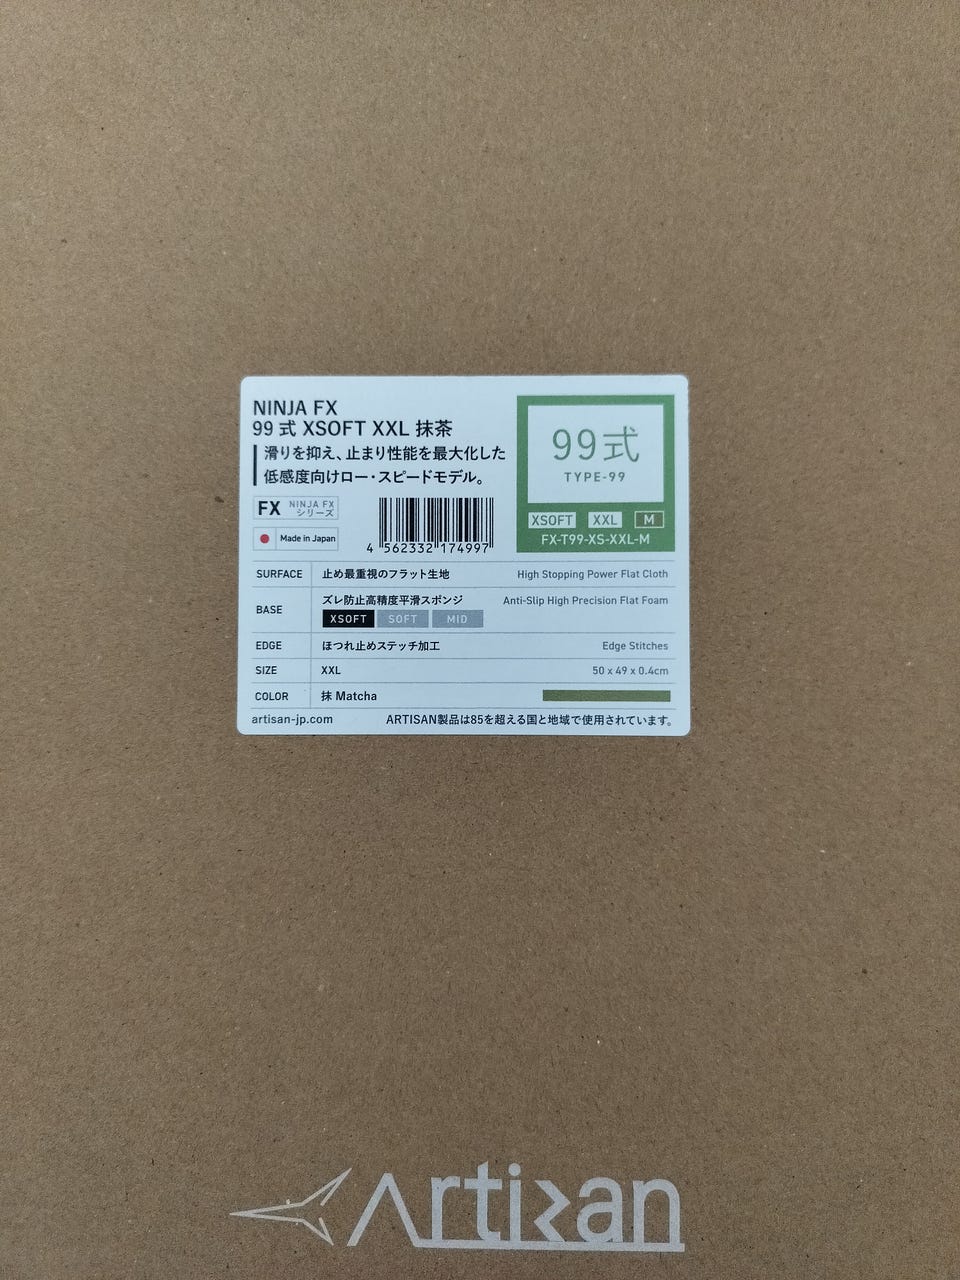 NINJA FX
99 式 XSOFT XXL 抹茶
滑りを抑え、止まり性能を最大化した
低感度向けロー・スピードモデル。
FX NINJA FX
シリーズ
Made in Japan
4 562332 174997
99式
TYPE-99
XSOFT XXL M
FX-T99-XS-XXL-M
SURFACE 止め最重視のフラット生地 High Stopping Power Flat Cloth
BASE ズレ防止高精度平滑スポンジ Anti-Slip High Precision Flat Foam
XSOFT SOFT MID
EDGE ほつれ止めステッチ加工 Edge Stitches
SIZE XXL 50 x 49 x 0.4cm
COLOR 抹 Matcha
artisan-jp.com ARTISAN製品は85を超える国と地域で使用されています。
Artizan